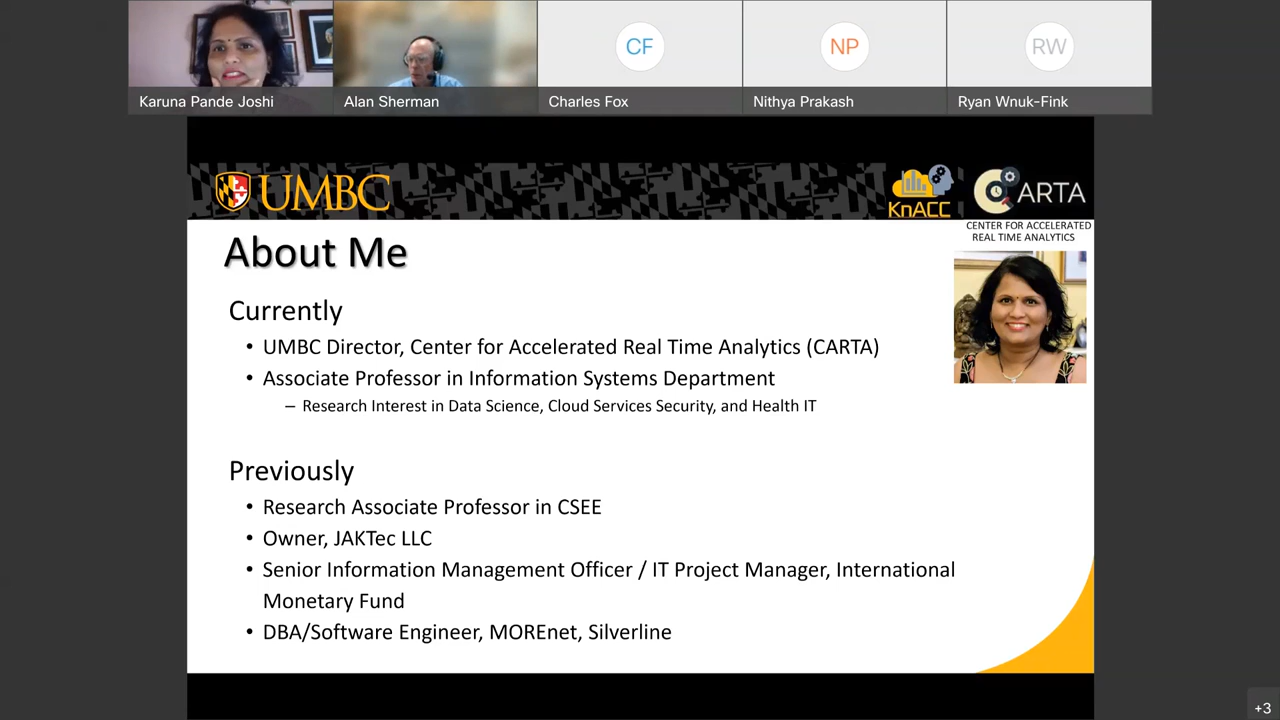 CF
NP
RW
Karuna Pande Joshi
Alan Sherman
Charles Fox
Nithya Prakash
Ryan Wnuk-Fink
UMBC
KnACC
CARTA
CENTER FOR ACCELERATED
REAL TIME ANALYTICS
About Me
Currently
• UMBC Director, Center for Accelerated Real Time Analytics (CARTA)
• Associate Professor in Information Systems Department
– Research Interest in Data Science, Cloud Services Security, and Health IT
Previously
• Research Associate Professor in CSEE
• Owner, JAKTec LLC
• Senior Information Management Officer / IT Project Manager, International
Monetary Fund
• DBA/Software Engineer, MOREnet, Silverline
+3